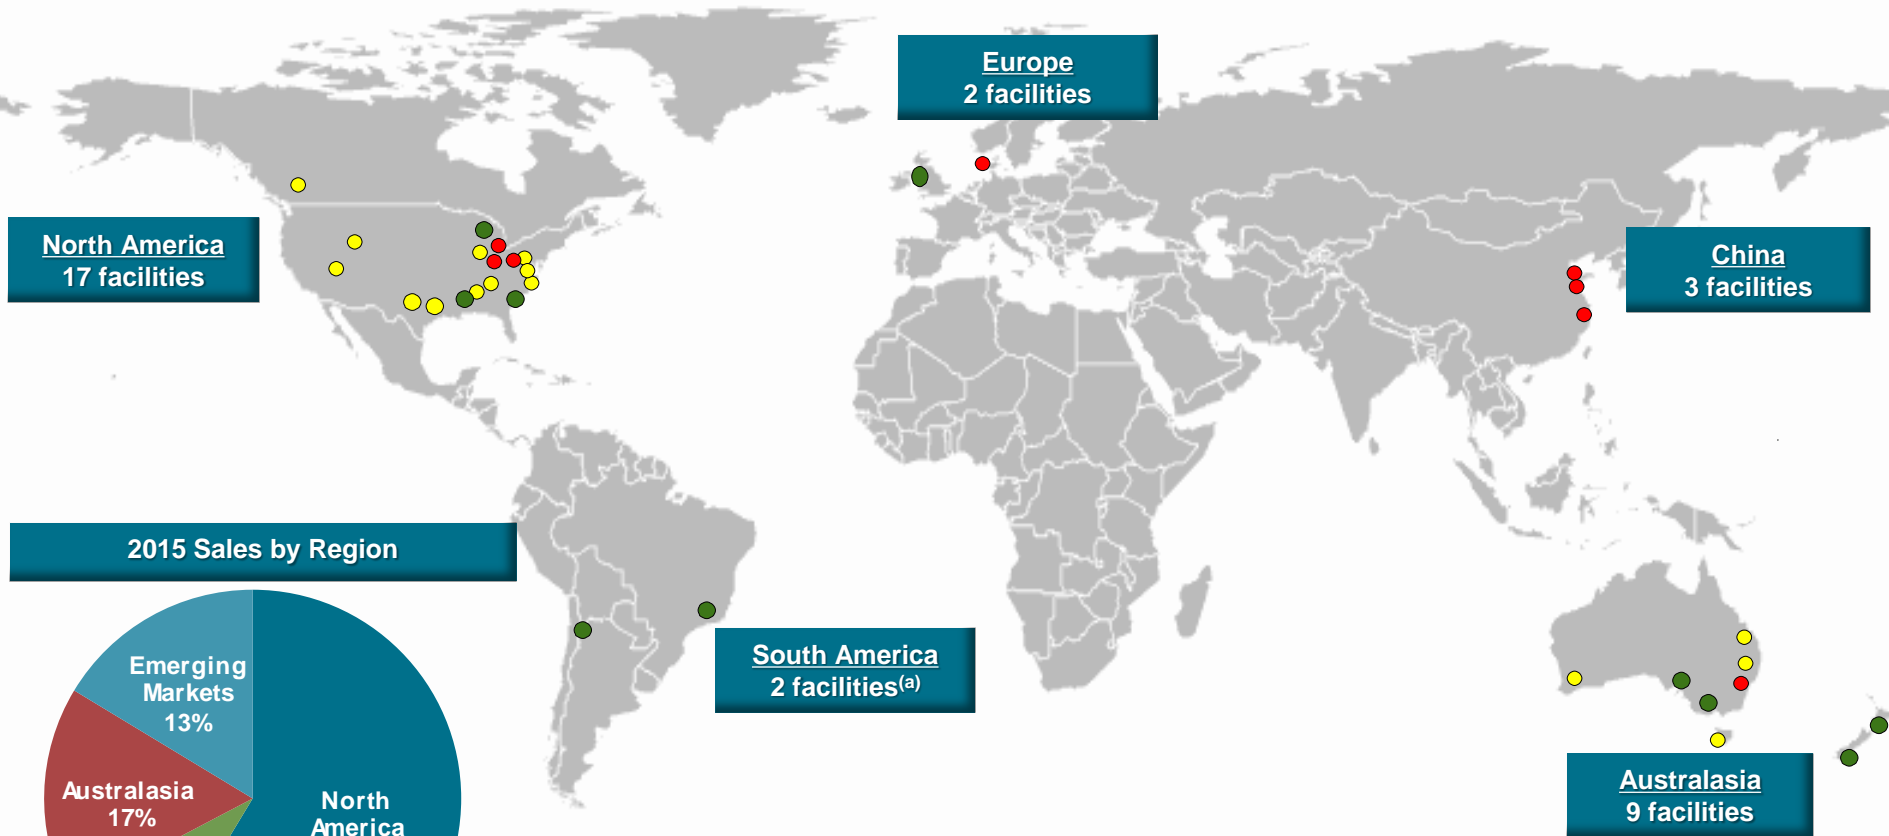 Europe
2 facilities
North America
17 facilities
China
3 facilities
2015 Sales by Region
Emerging
Markets
13%
South America
2 facilities(a)
Australasia
17%
North
America
Australasia
9 facilities